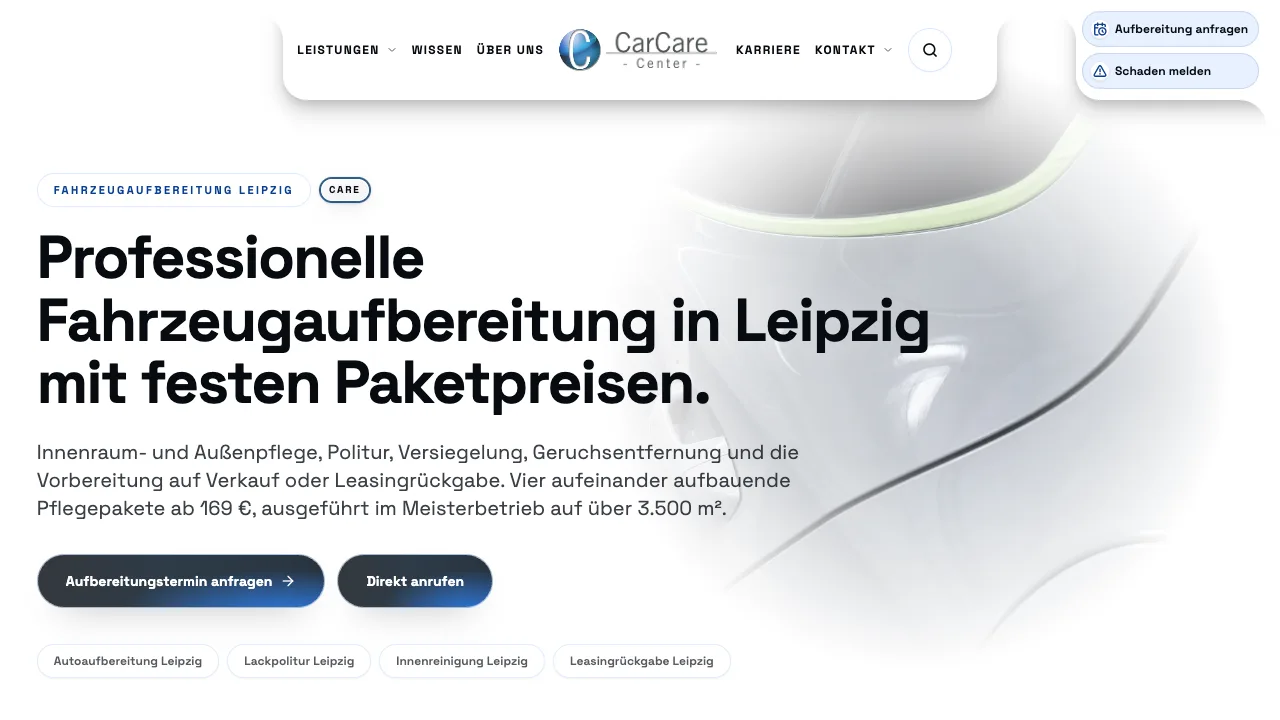 LEISTUNGEN
WISSEN
ÜBER UNS
CarCare
- Center -
KARRIERE
KONTAKT
Aufbereitung anfragen
Schaden melden
FAHRZEUGAUFBEREITUNG LEIPZIG
CARE
Professionelle
Fahrzeugaufbereitung in Leipzig
mit festen Paketpreisen.
Innenraum- und Außenpflege, Politur, Versiegelung, Geruchsentfernung und die
Vorbereitung auf Verkauf oder Leasingrückgabe. Vier aufeinander aufbauende
Pflegepakete ab 169 €, ausgeführt im Meisterbetrieb auf über 3.500 m².
Aufbereitungstermin anfragen
Direkt anrufen
Autoaufbereitung Leipzig
Lackpolitur Leipzig
Innenreinigung Leipzig
Leasingrückgabe Leipzig